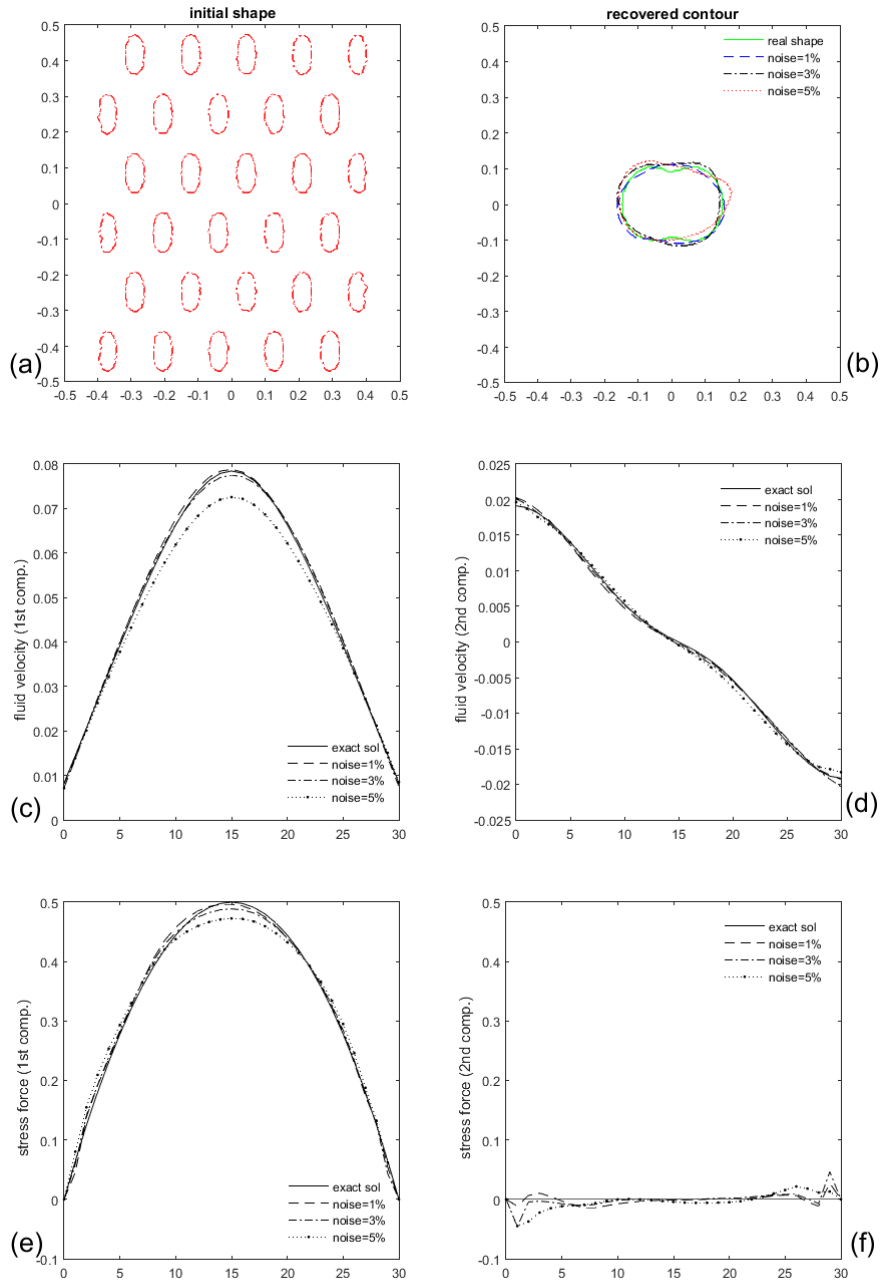 initial shape
0.5
0.4
0.3
0.2
0.1
0
-0.1
-0.2
-0.3
0.4
0.5
(a)
-0.5 -0.4 -0.3 -0.2 -0.1 0 0.1 0.2 0.3 0.4 0.5
recovered contour
real shape
noise=1%
noise=3%
noise=5%
0.5
0.4
0.3
0.2
0.1
0
-0.1
-0.2
-0.3
-0.4
-0.5
(b)
-0.5 -0.4 -0.3 -0.2 -0.1 0 0.1 0.2 0.3 0.4 0.5
0.08
0.07
0.06
0.05
0.04
0.03
0.02
0.01
0
fluid velocity (1st comp.)
exact sol
noise=1%
noise=3%
noise=5%
(c)
0 5 10 15 20 25 30
0.025
0.02
0.015
0.01
0.005
0
-0.005
-0.01
-0.015
-0.02
-0.025
fluid velocity (2nd comp.)
exact sol
noise=1%
noise=3%
noise=5%
(d)
0 5 10 15 20 25 30
0.5
0.4
0.3
0.2
0.1
0
-0.1
stress force (1st comp.)
exact sol
noise=1%
noise=3%
noise=5%
(e)
0 5 10 15 20 25 30
0.5
0.4
0.3
0.2
0.1
0
-0.1
stress force (2nd comp.)
exact sol
noise=1%
noise=3%
noise=5%
(f)
0 5 10 15 20 25 30